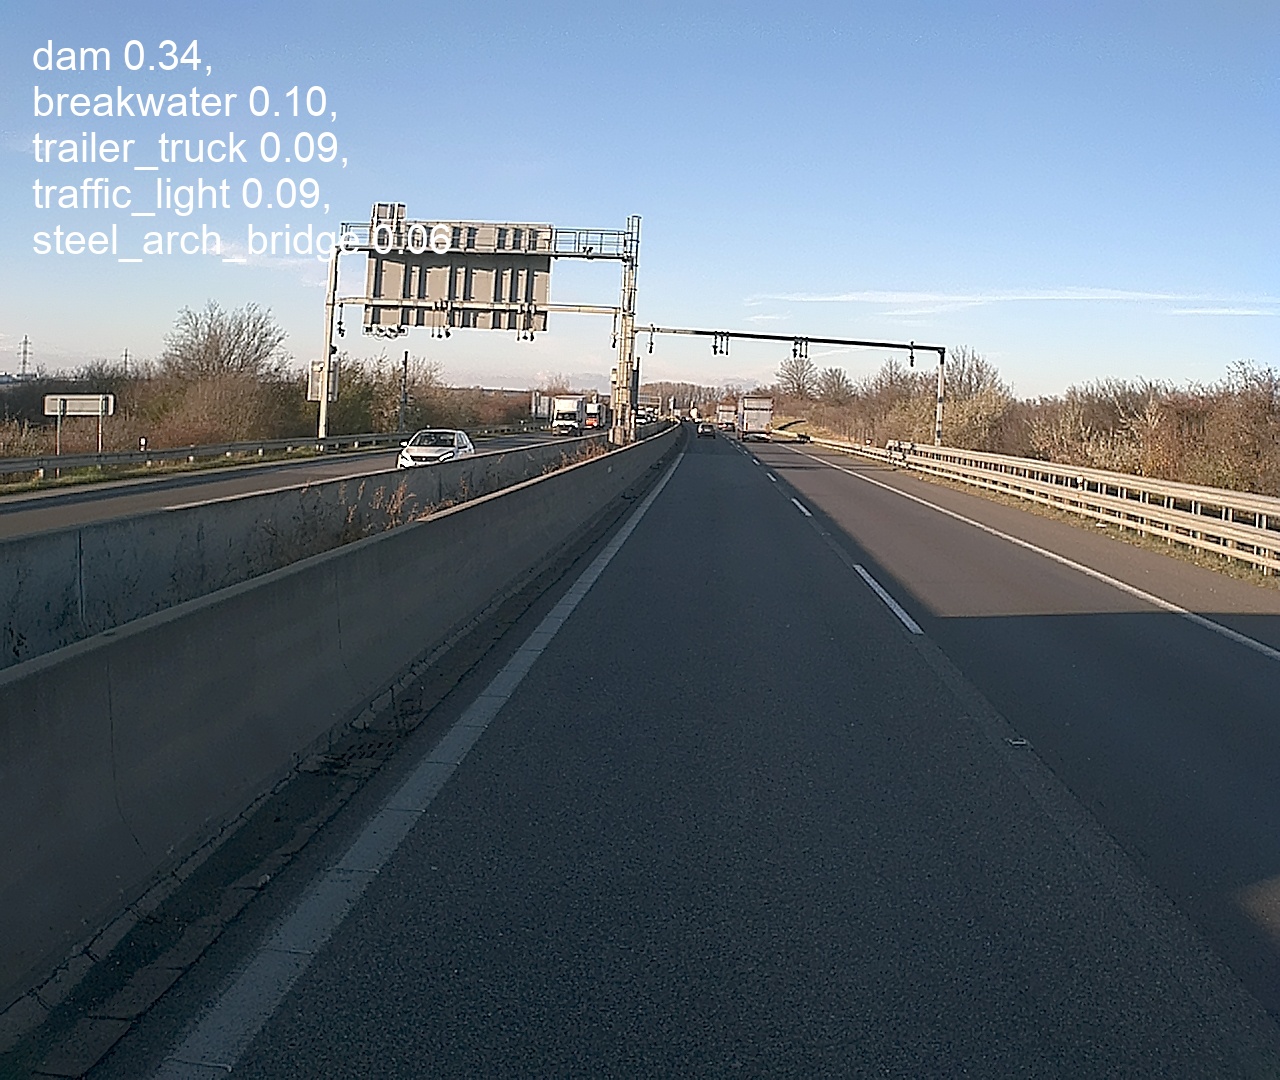 dam 0.34,
breakwater 0.10,
trailer_truck 0.09,
traffic_light 0.09,
steel_arch_bridge 0.06